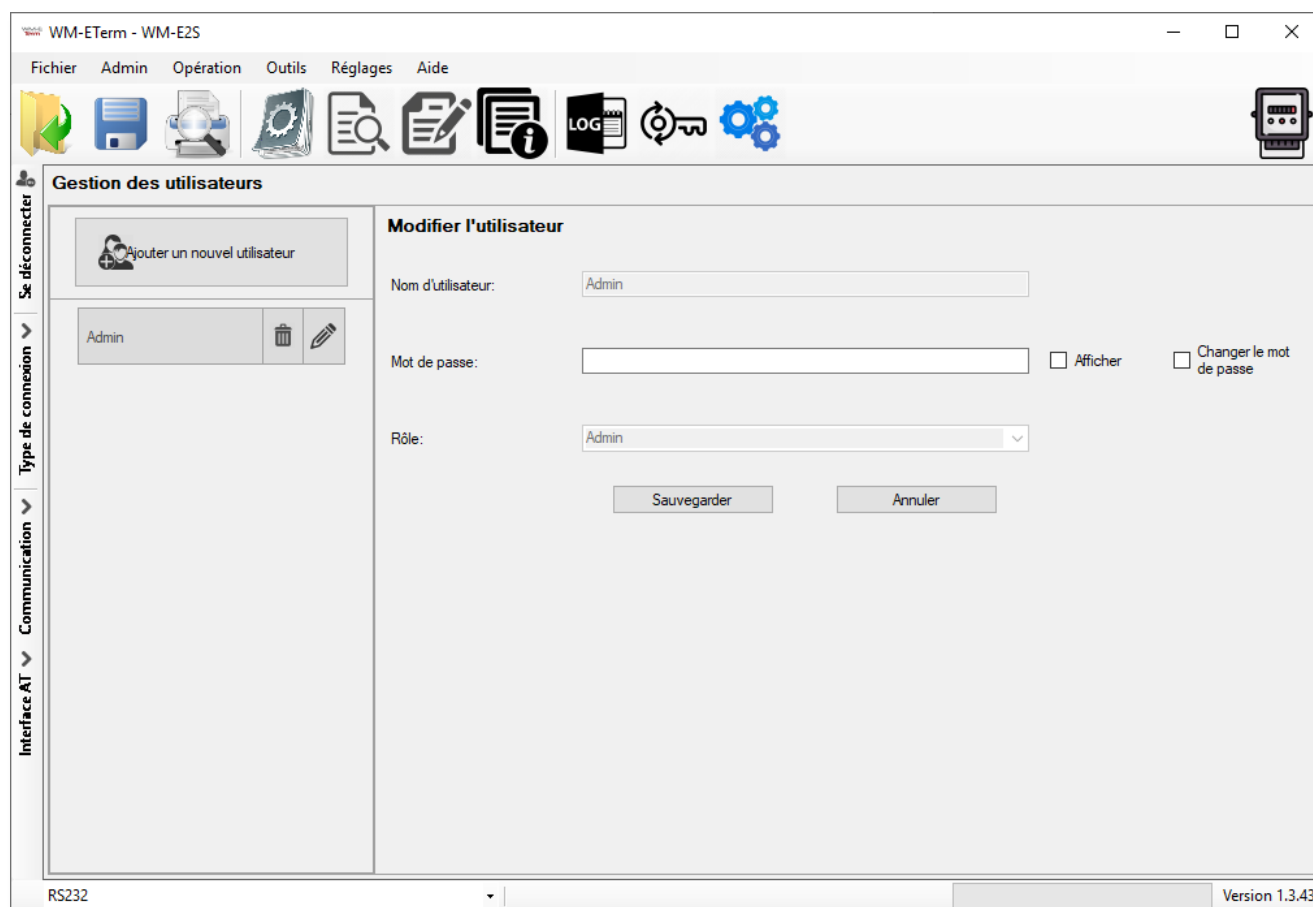 WM-ETerm - WM-E2S
Fichier Admin Opération Outils Réglages Aide
LOG
Se déconnecter
Type de connexion
Communication
Interface AT
Gestion des utilisateurs
Ajouter un nouvel utilisateur
Admin
Modifier l'utilisateur
Nom d'utilisateur: Admin
Mot de passe: Afficher Changer le mot
de passe
Rôle: Admin
Sauvegarder Annuler
RS232 Version 1.3.43